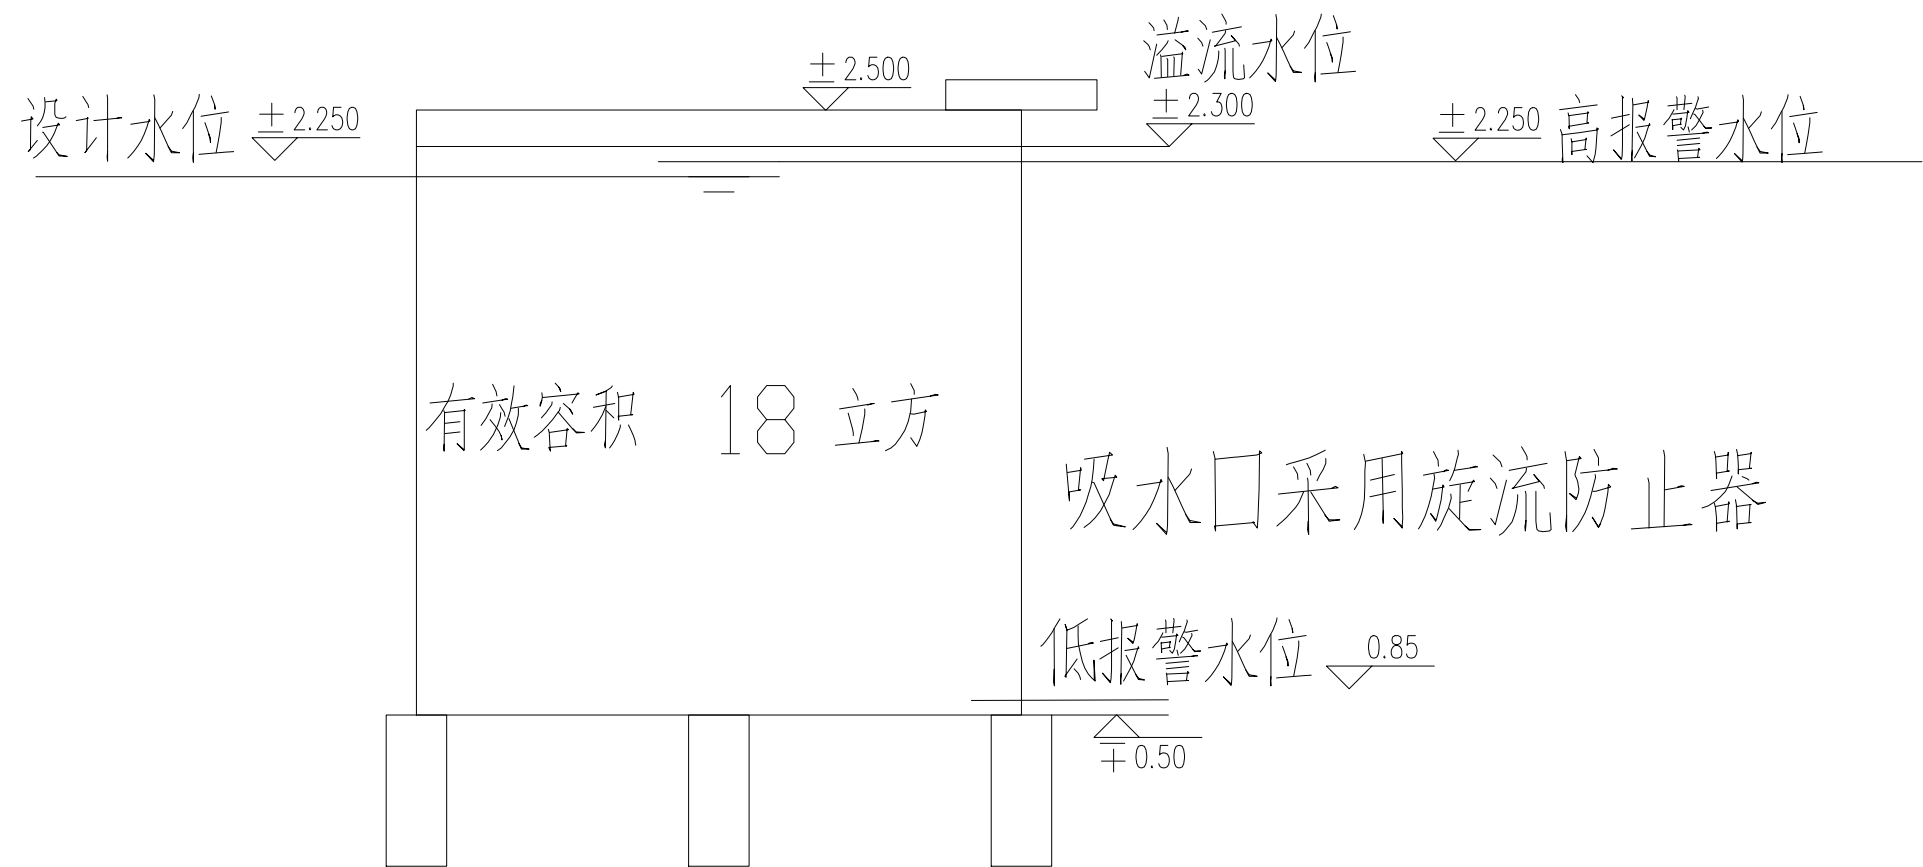 溢流水位
±2.500
±2.300
设计水位 ±2.250
±2.250 高报警水位
有效容积 18 立方
吸水口采用旋流防止器
低报警水位 0.85
∓0.50